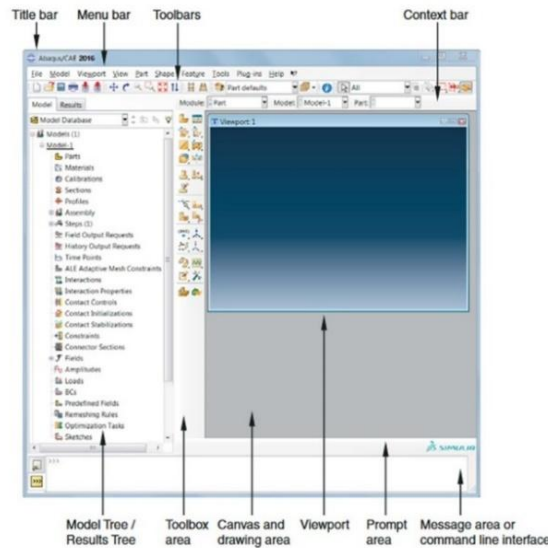 Title bar
Menu bar
Toolbars
Context bar
Abaqus/CAE 2016
File Model Viewport View Part Shape Feature Tools Plug-ins Help
Part defaults
All
Model Results
Module: Part Model: Model-1 Part:
Model Database
Viewport: 1
Models (1)
Model-1
Parts
Materials
Calibrations
Sections
Profiles
Assembly
Steps (1)
Field Output Requests
History Output Requests
Time Points
ALE Adaptive Mesh Constraints
Interactions
Interaction Properties
Contact Controls
Contact Initializations
Contact Stabilizations
Constraints
Connector Sections
Fields
Amplitudes
Loads
BCs
Predefined Fields
Remeshing Rules
Optimization Tasks
Sketches
SIMULIA
>>>
Model Tree /
Results Tree
Toolbox
area
Canvas and
drawing area
Viewport
Prompt
area
Message area or
command line interface